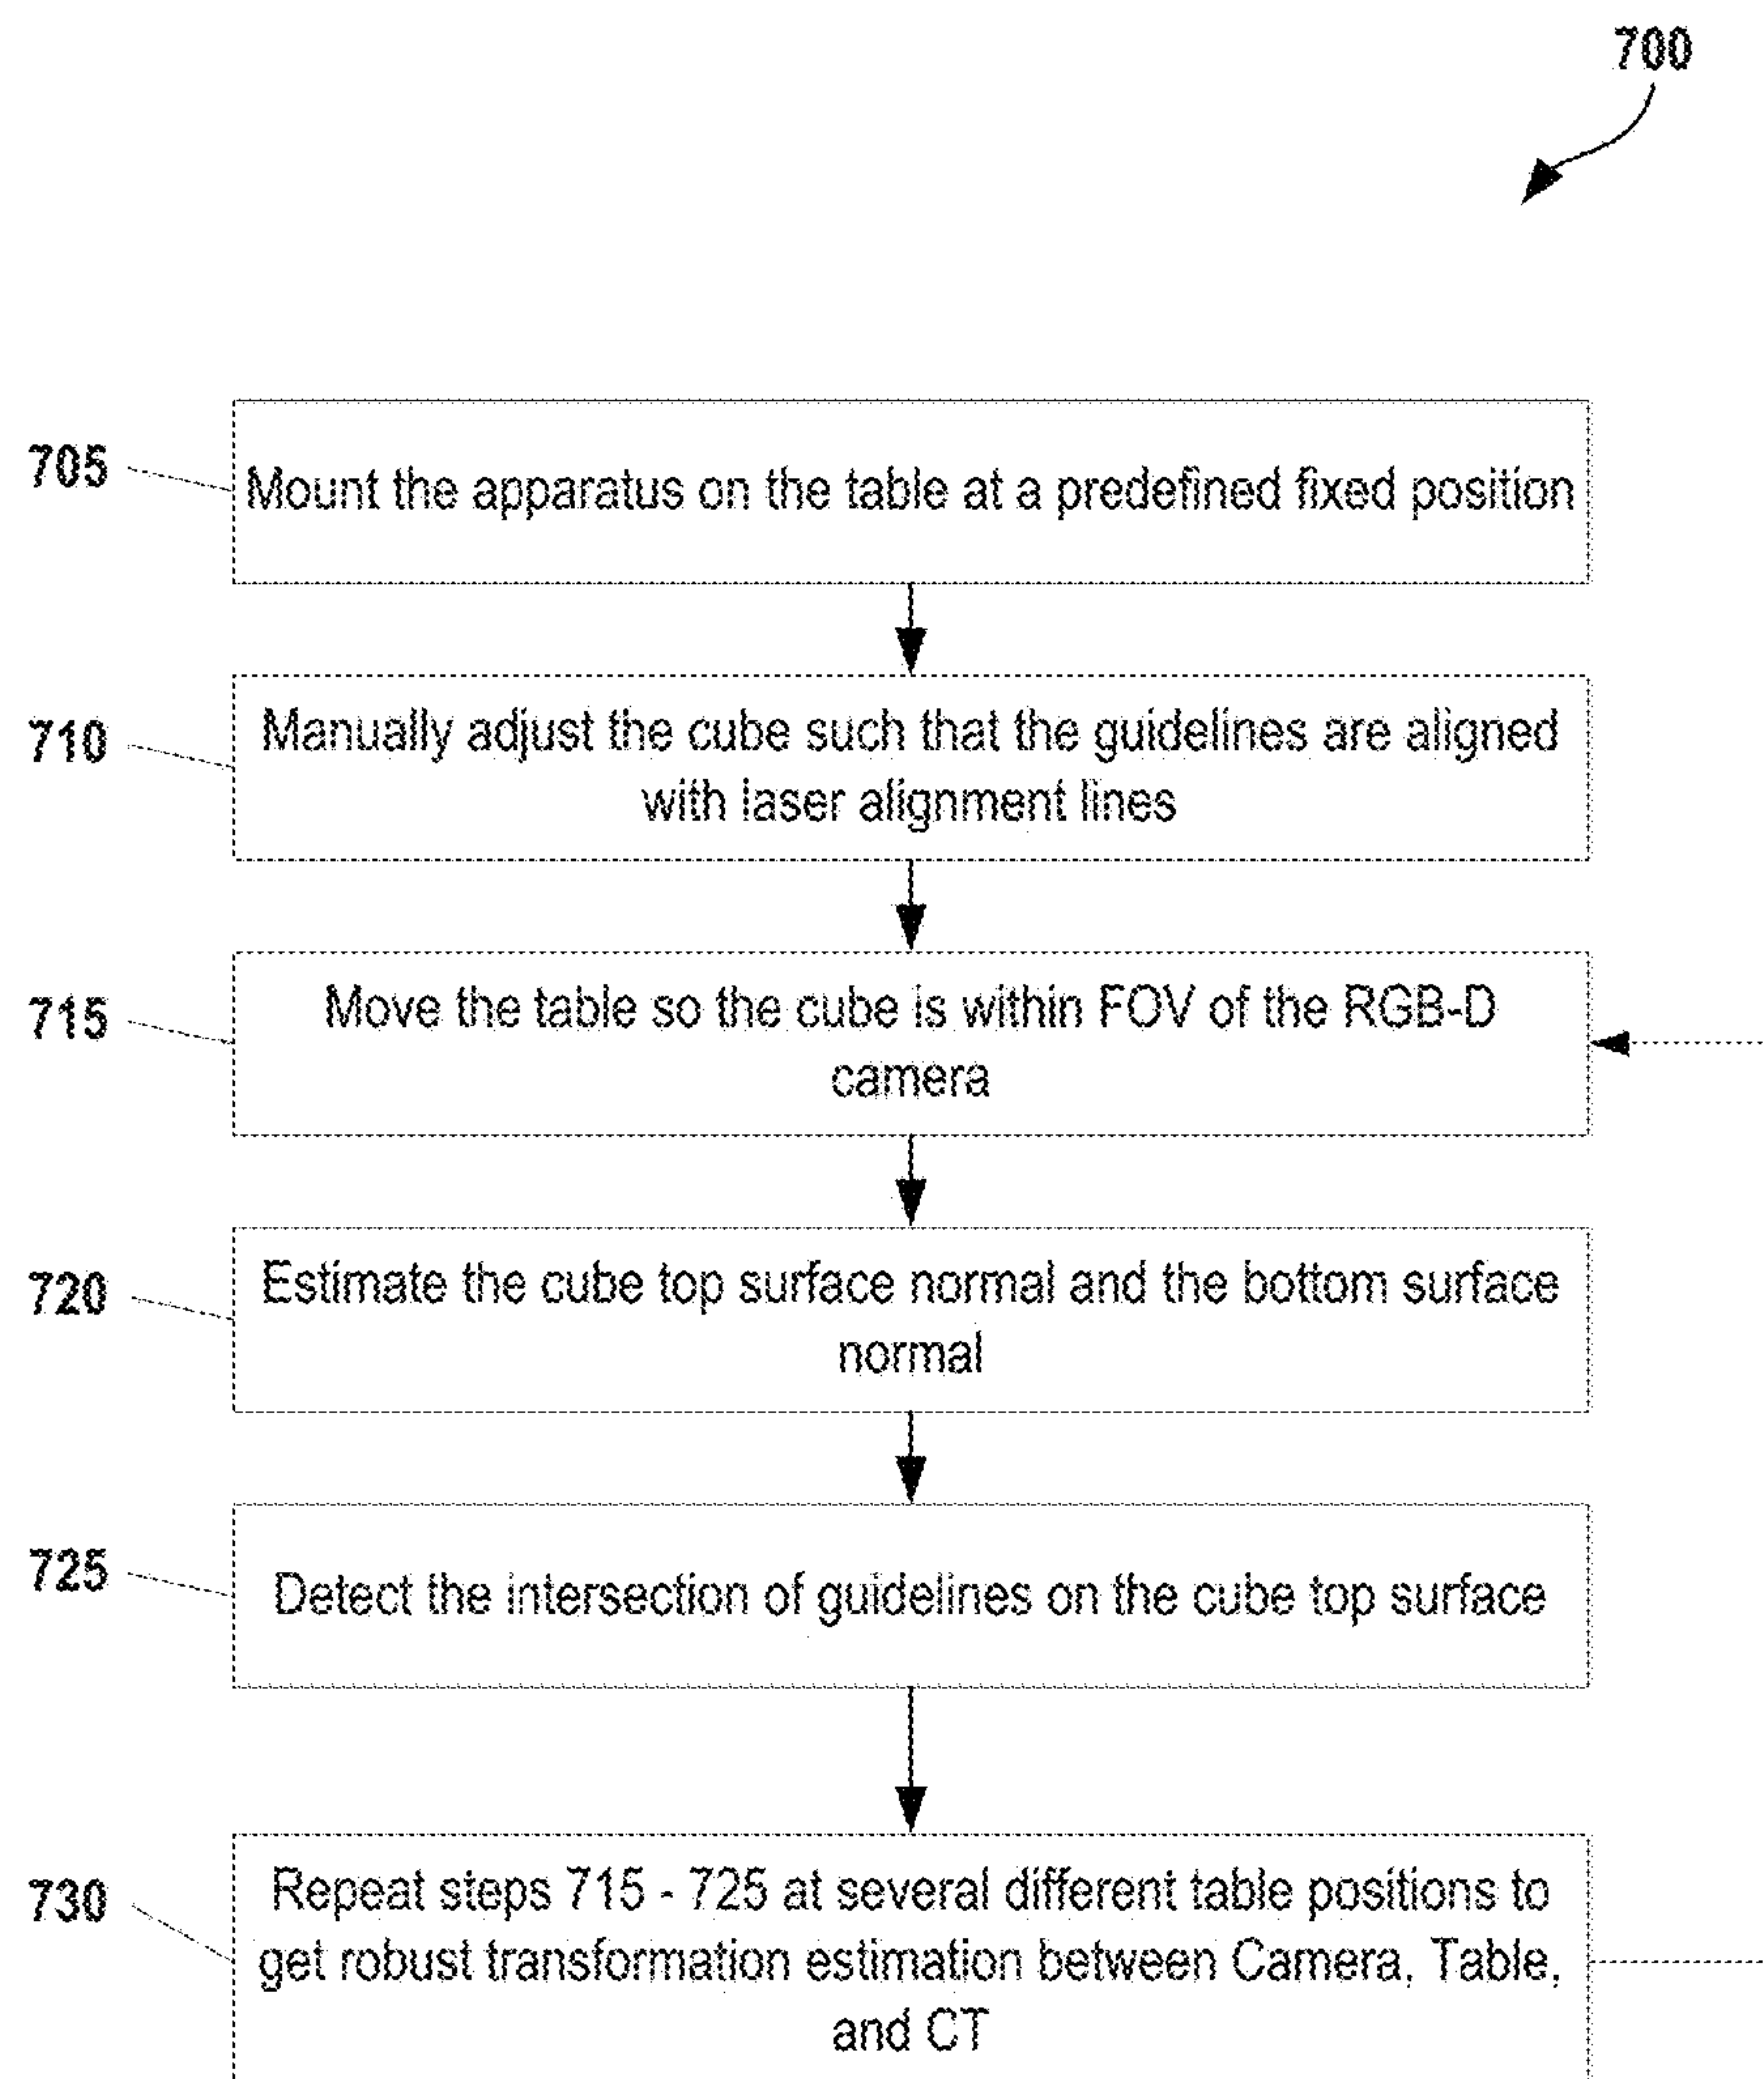 700
705
Mount the apparatus on the table at a predefined fixed position
710
Manually adjust the cube such that the guidelines are aligned
with laser alignment lines
715
Move the table so the cube is within FOV of the RGB-D
camera
720
Estimate the cube top surface normal and the bottom surface
normal
725
Detect the intersection of guidelines on the cube top surface
730
Repeat steps 715 - 725 at several different table positions to
get robust transformation estimation between Camera, Table,
and CT